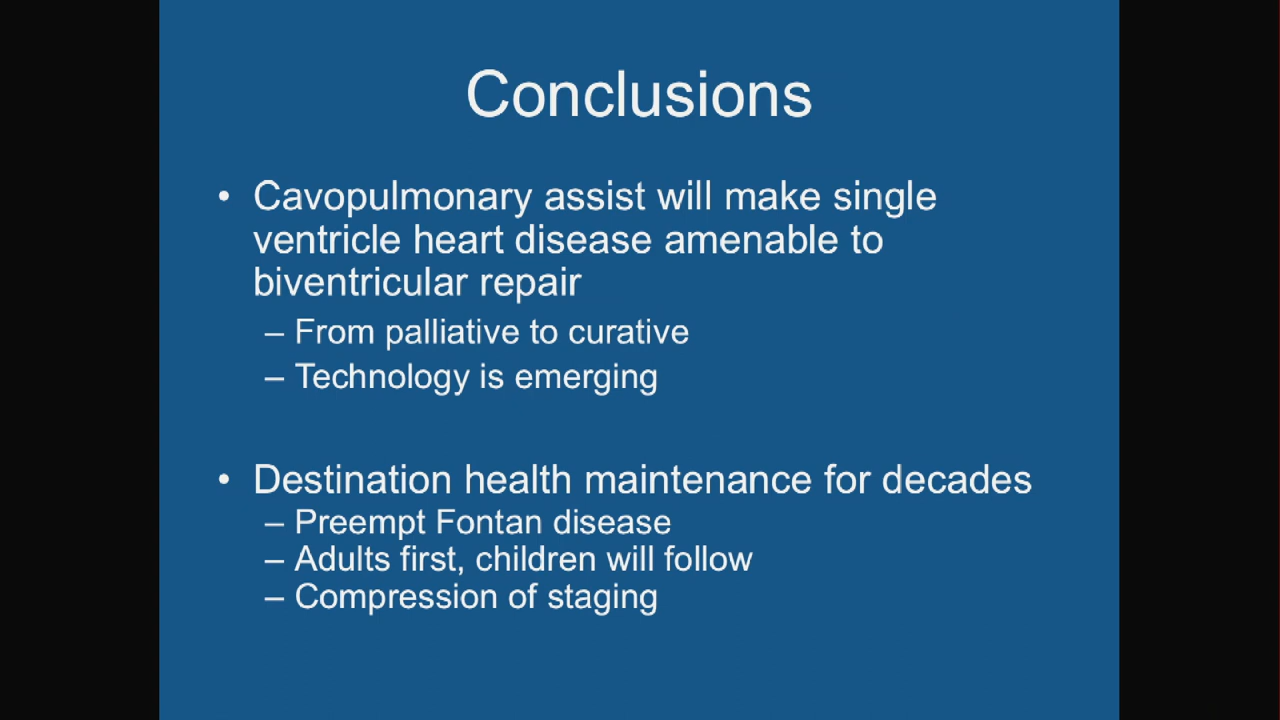 Conclusions
• Cavopulmonary assist will make single
ventricle heart disease amenable to
biventricular repair
– From palliative to curative
– Technology is emerging
• Destination health maintenance for decades
– Preempt Fontan disease
– Adults first, children will follow
– Compression of staging